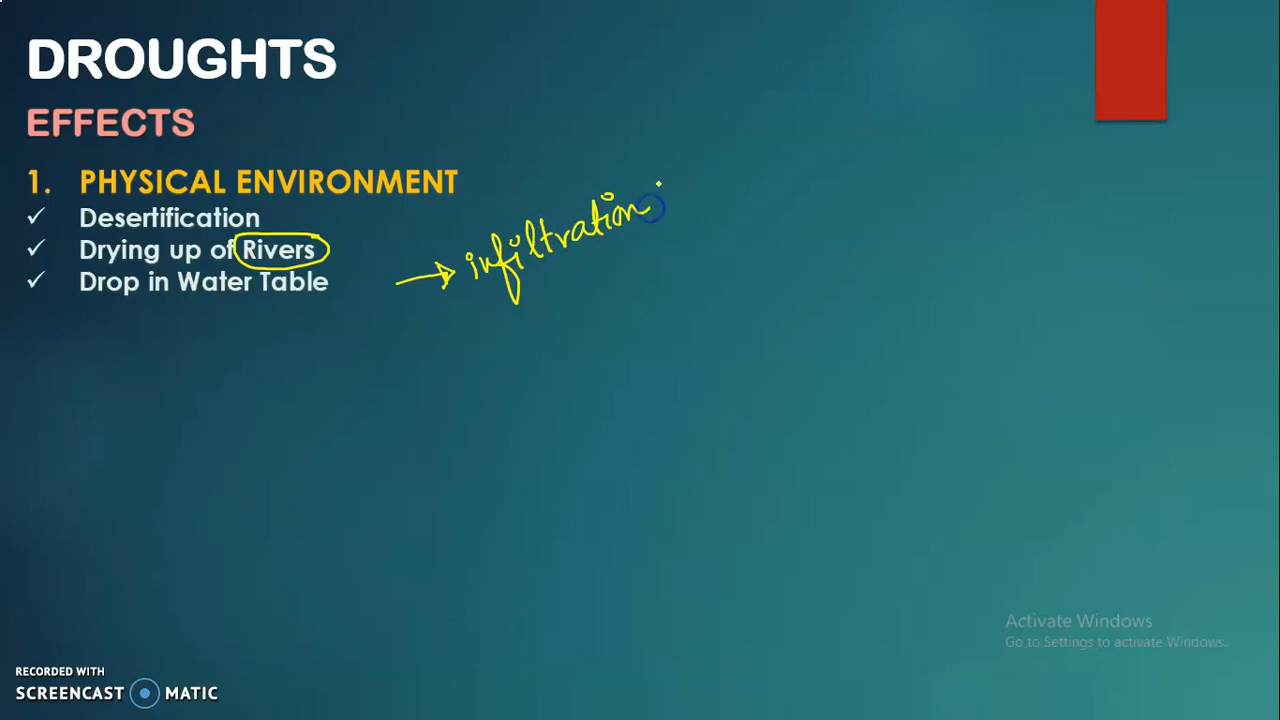 DROUGHTS
EFFECTS
1. PHYSICAL ENVIRONMENT
✓ Desertification
✓ Drying up of Rivers
✓ Drop in Water Table
→ infiltration
Activate Windows
Go to Settings to activate Windows.
RECORDED WITH
SCREENCAST MATIC